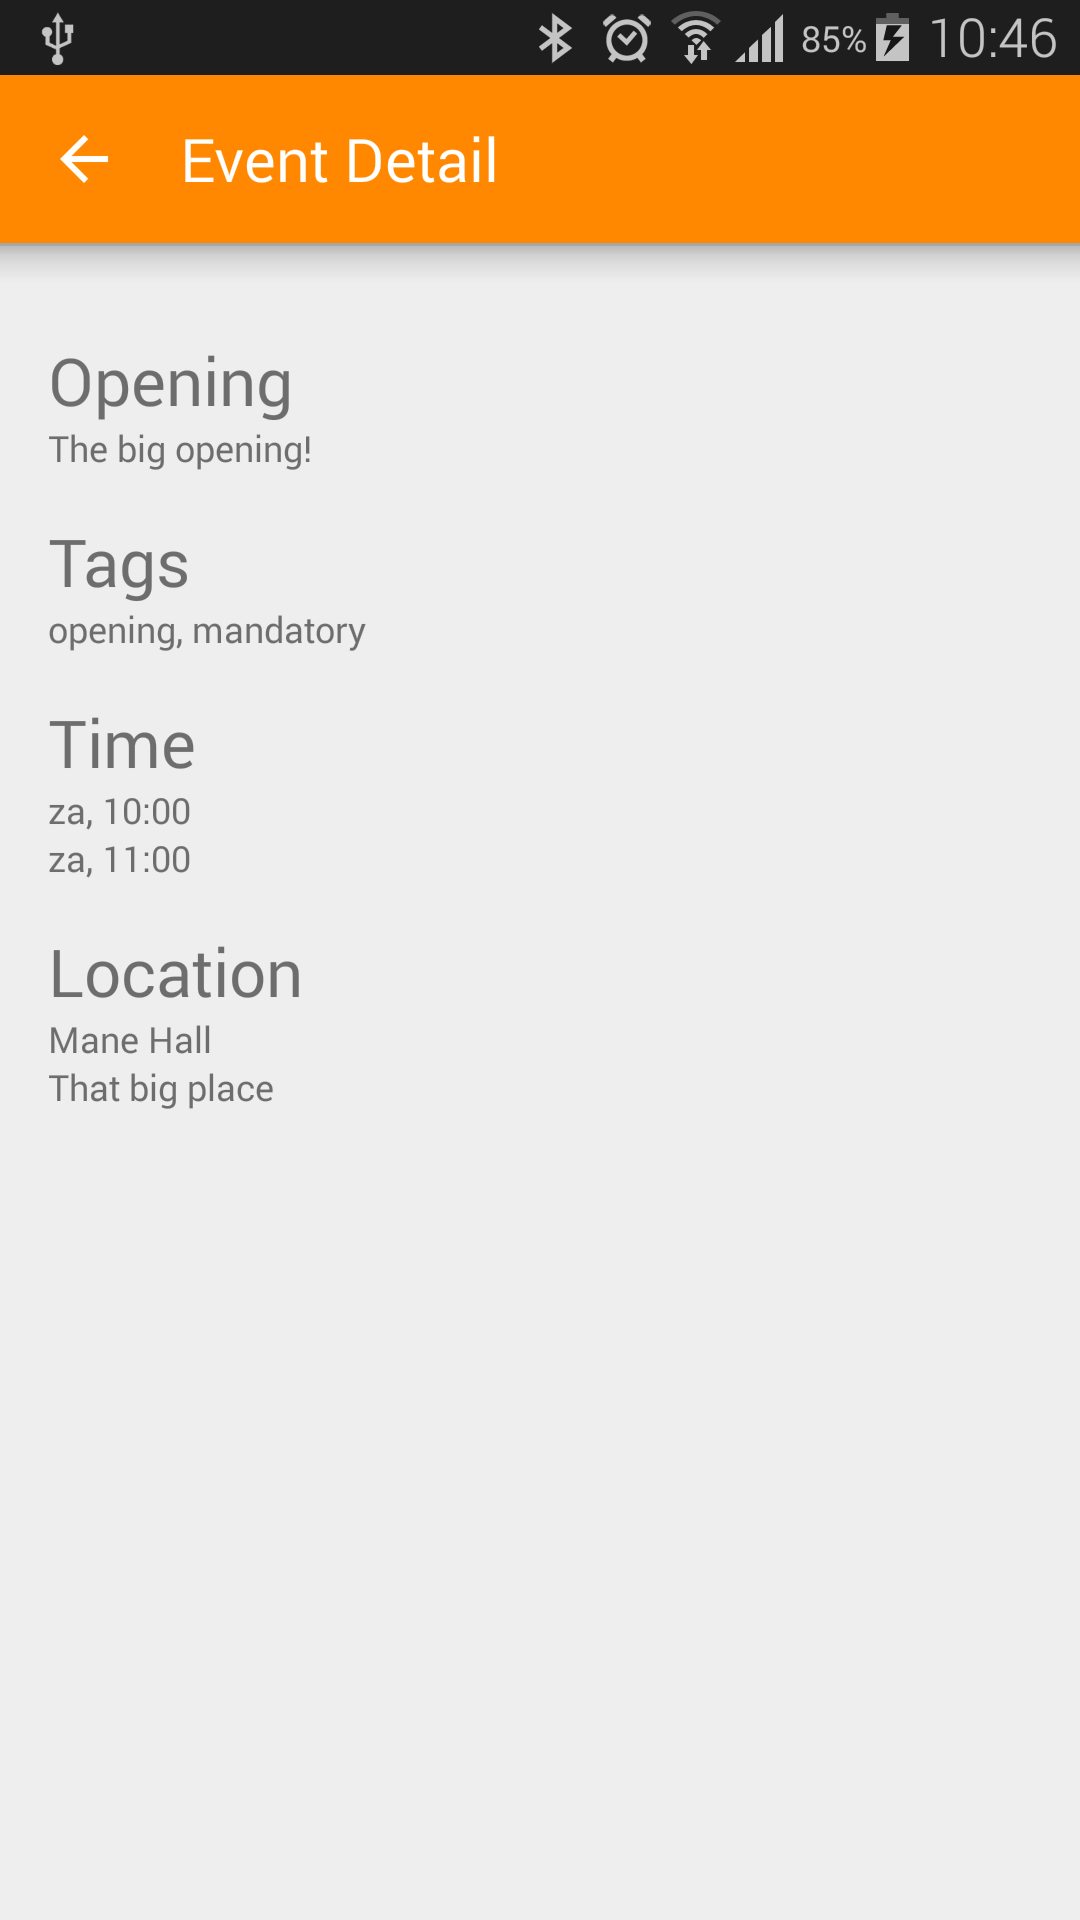 85% 10:46
Event Detail
Opening
The big opening!
Tags
opening, mandatory
Time
za, 10:00
za, 11:00
Location
Mane Hall
That big place